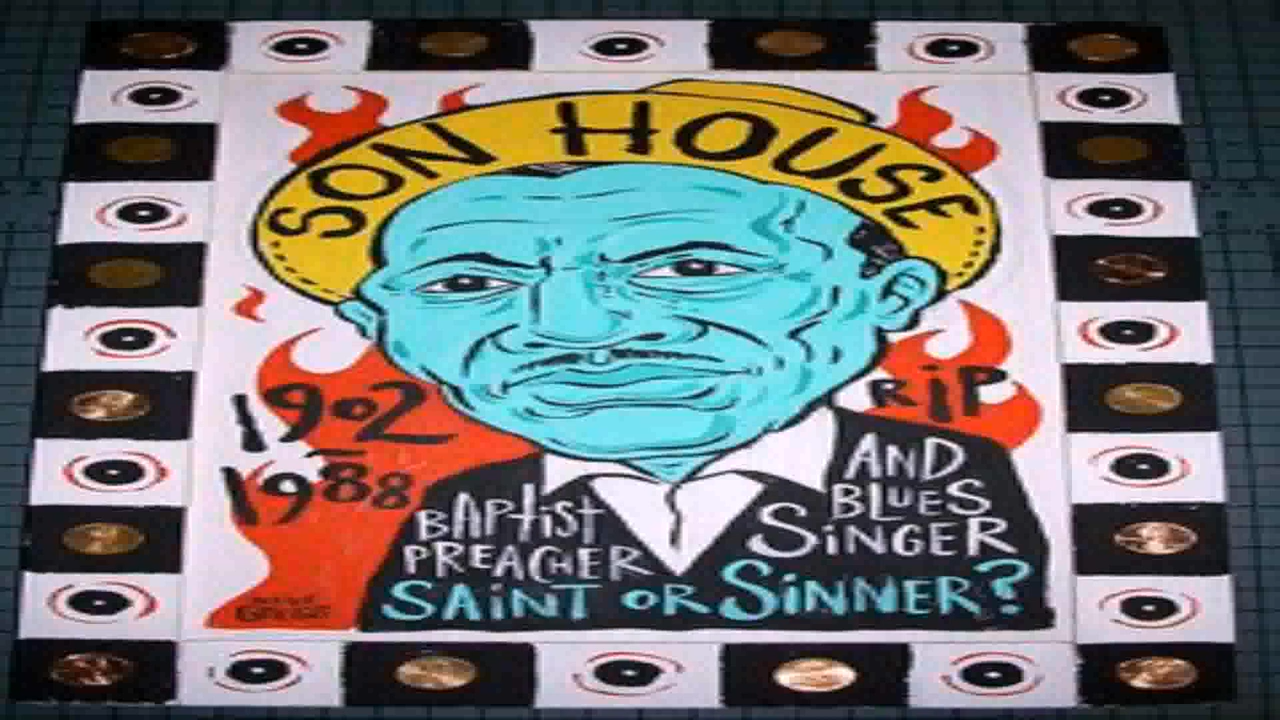 SON HOUSE
1902
-
1988
RIP
BAPtiSt
PREACHER
AND
BLUES
SiNGER
SAiNT OR SiNNER?